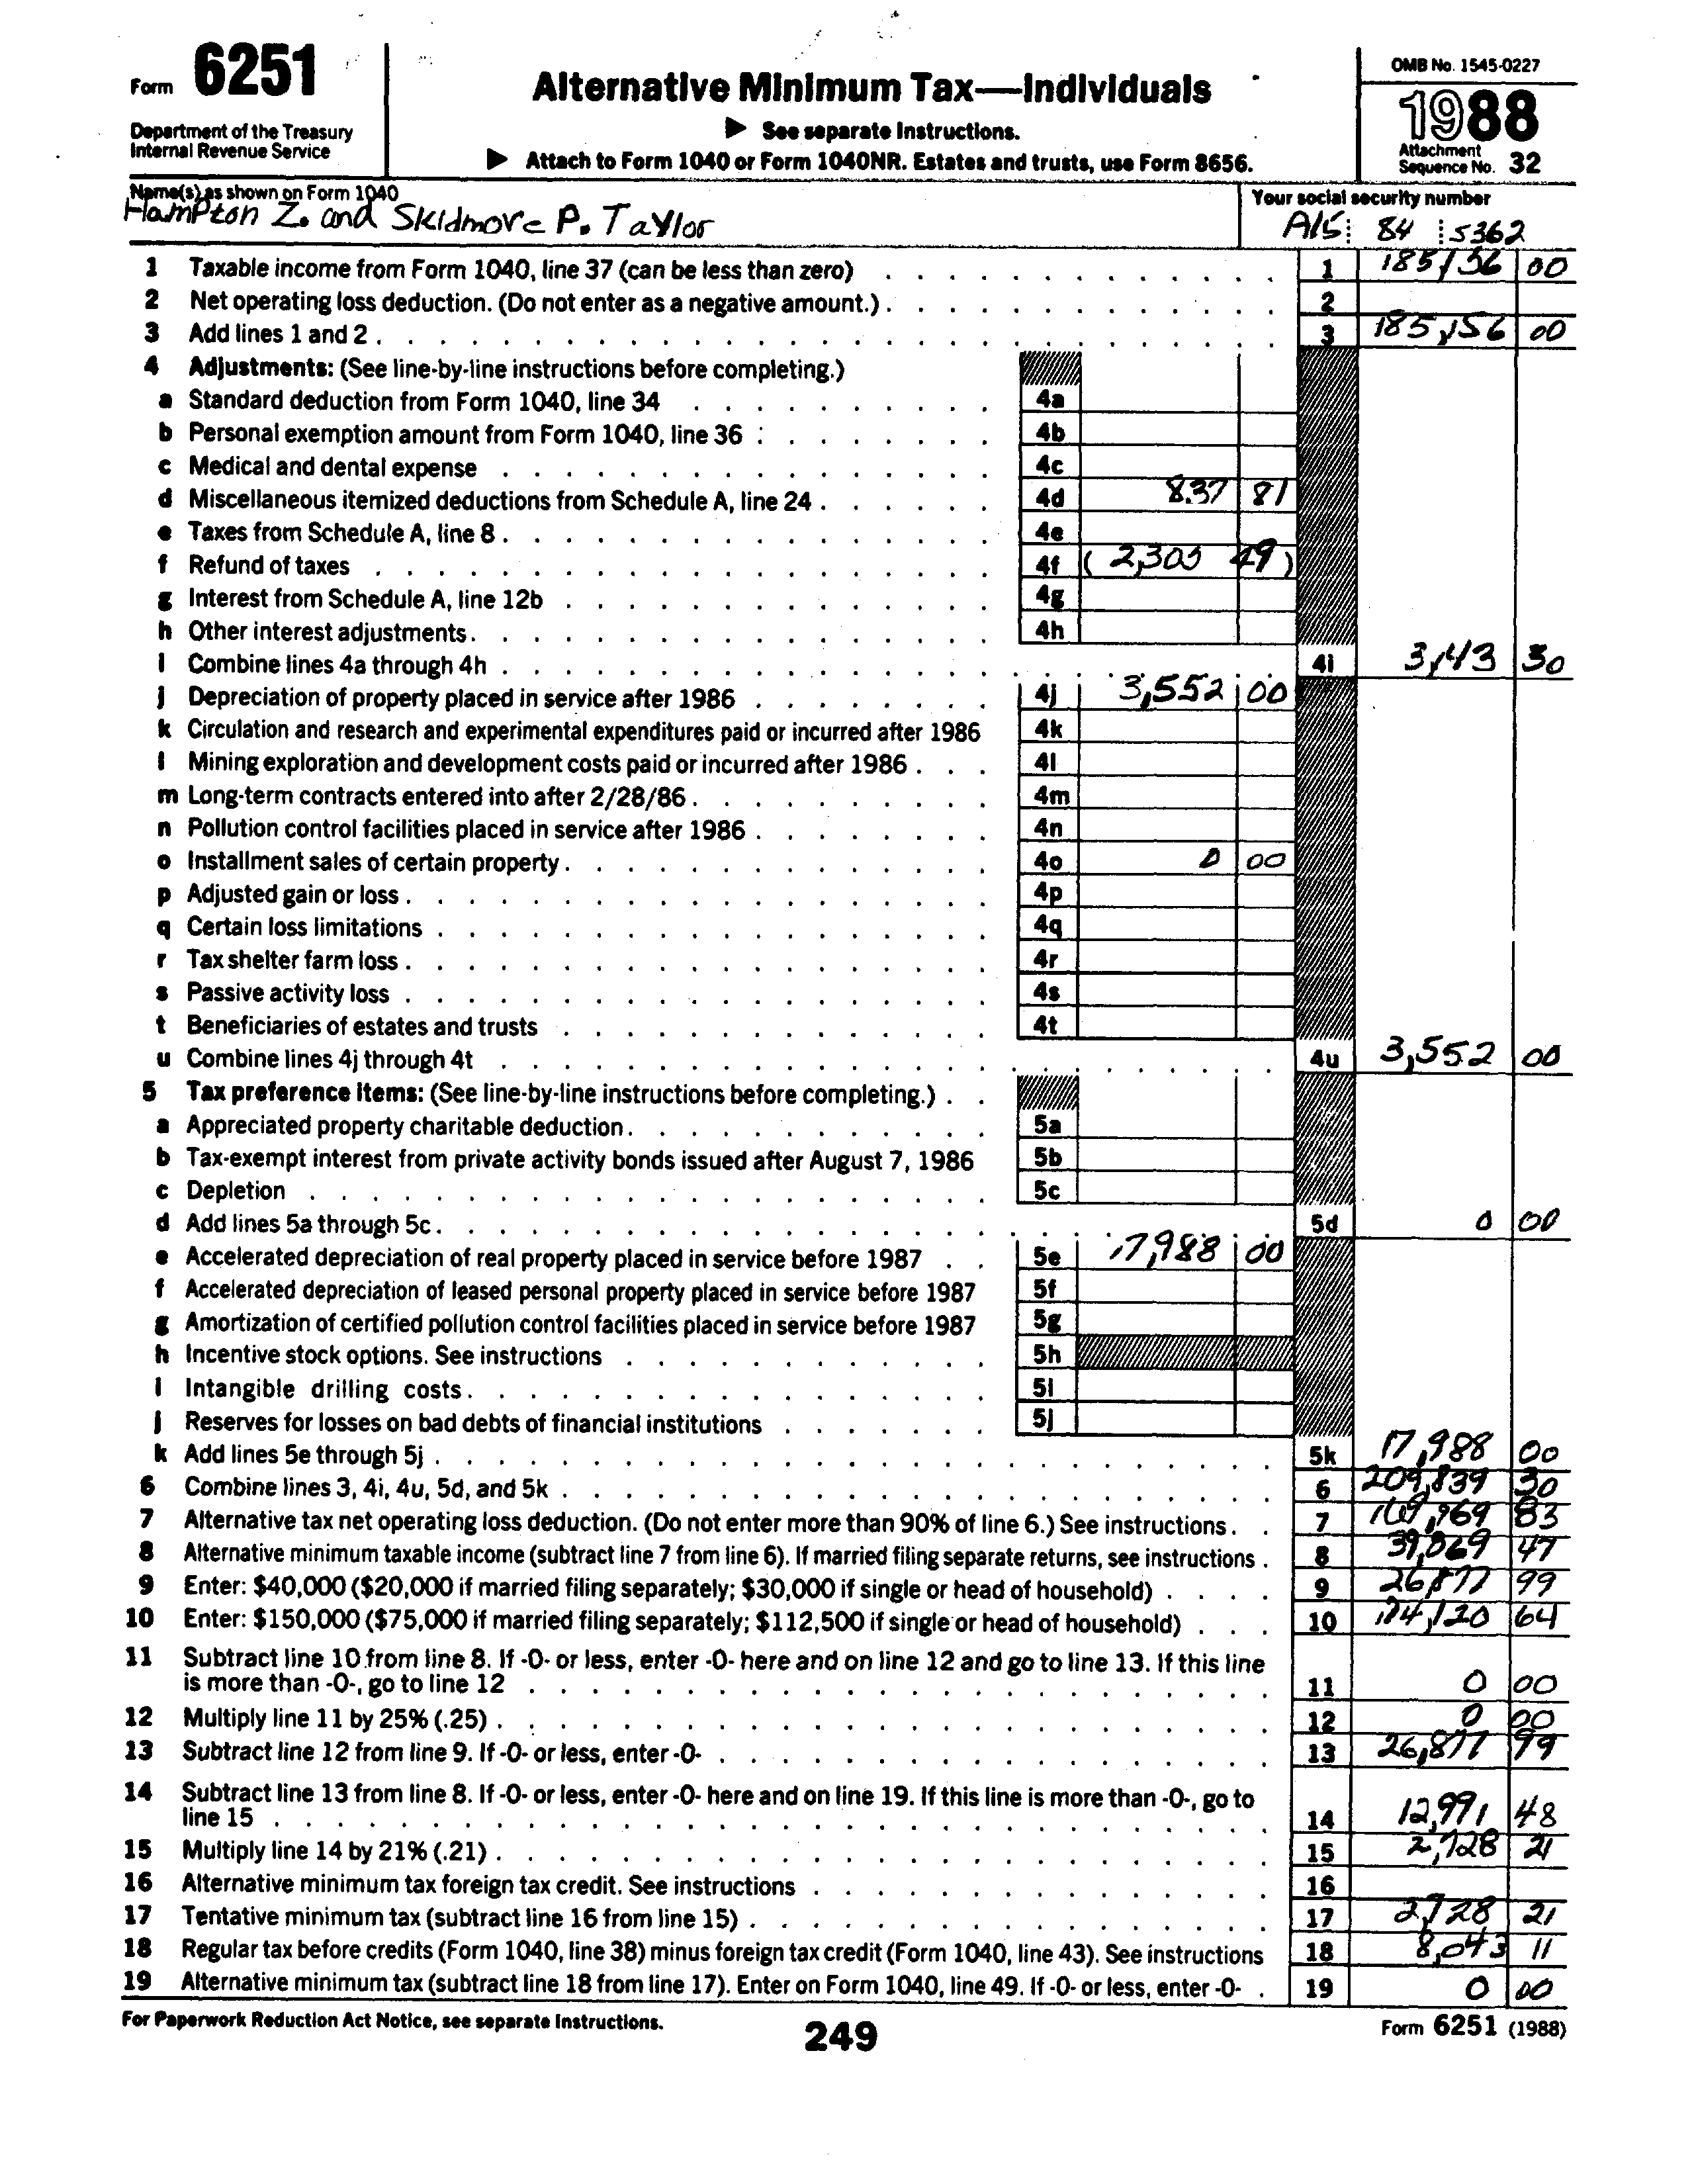 Form 6251
Department of the Treasury
Internal Revenue Service
Alternative Minimum Tax—Individuals
▶ See separate Instructions.
▶ Attach to Form 1040 or Form 1040NR. Estates and trusts, use Form 8656.
OMB No. 1545-0227
1988
Attachment
Sequence No. 32
Name(s) as shown on Form 1040
Hampton Z. and Skidmore P. Taylor
Your social security number
A15 84 5362
1 Taxable income from Form 1040, line 37 (can be less than zero) 1 185,156 00
2 Net operating loss deduction. (Do not enter as a negative amount.) 2
3 Add lines 1 and 2 3 185,156 00
4 Adjustments: (See line-by-line instructions before completing.)
a Standard deduction from Form 1040, line 34 4a
b Personal exemption amount from Form 1040, line 36 4b
c Medical and dental expense 4c
d Miscellaneous itemized deductions from Schedule A, line 24 4d 837 81
e Taxes from Schedule A, line 8 4e
f Refund of taxes 4f (2,305 49)
g Interest from Schedule A, line 12b 4g
h Other interest adjustments 4h
i Combine lines 4a through 4h 4i 3,143 30
j Depreciation of property placed in service after 1986 4j 3,552 00
k Circulation and research and experimental expenditures paid or incurred after 1986 4k
l Mining exploration and development costs paid or incurred after 1986 4l
m Long-term contracts entered into after 2/28/86 4m
n Pollution control facilities placed in service after 1986 4n
o Installment sales of certain property 4o 0 00
p Adjusted gain or loss 4p
q Certain loss limitations 4q
r Tax shelter farm loss 4r
s Passive activity loss 4s
t Beneficiaries of estates and trusts 4t
u Combine lines 4j through 4t 4u 3,552 00
5 Tax preference items: (See line-by-line instructions before completing.)
a Appreciated property charitable deduction 5a
b Tax-exempt interest from private activity bonds issued after August 7, 1986 5b
c Depletion 5c
d Add lines 5a through 5c 5d 0 00
e Accelerated depreciation of real property placed in service before 1987 5e 17,988 00
f Accelerated depreciation of leased personal property placed in service before 1987 5f
g Amortization of certified pollution control facilities placed in service before 1987 5g
h Incentive stock options. See instructions 5h
i Intangible drilling costs 5i
j Reserves for losses on bad debts of financial institutions 5j
k Add lines 5e through 5j 5k 17,988 00
6 Combine lines 3, 4i, 4u, 5d, and 5k 6 209,839 30
7 Alternative tax net operating loss deduction. (Do not enter more than 90% of line 6.) See instructions 7 169,969 83
8 Alternative minimum taxable income (subtract line 7 from line 6). If married filing separate returns, see instructions 8 39,869 47
9 Enter: $40,000 ($20,000 if married filing separately; $30,000 if single or head of household) 9 26,877 99
10 Enter: $150,000 ($75,000 if married filing separately; $112,500 if single or head of household) 10 174,120 64
11 Subtract line 10 from line 8. If -0- or less, enter -0- here and on line 12 and go to line 13. If this line
is more than -0-, go to line 12 11 0 00
12 Multiply line 11 by 25% (.25) 12 0 00
13 Subtract line 12 from line 9. If -0- or less, enter -0- 13 26,877 99
14 Subtract line 13 from line 8. If -0- or less, enter -0- here and on line 19. If this line is more than -0-, go to
line 15 14 12,991 48
15 Multiply line 14 by 21% (.21) 15 2,728 21
16 Alternative minimum tax foreign tax credit. See instructions 16
17 Tentative minimum tax (subtract line 16 from line 15) 17 2,728 21
18 Regular tax before credits (Form 1040, line 38) minus foreign tax credit (Form 1040, line 43). See instructions 18 8,043 11
19 Alternative minimum tax (subtract line 18 from line 17). Enter on Form 1040, line 49. If -0- or less, enter -0- 19 0 00
For Paperwork Reduction Act Notice, see separate Instructions.
249
Form 6251 (1988)